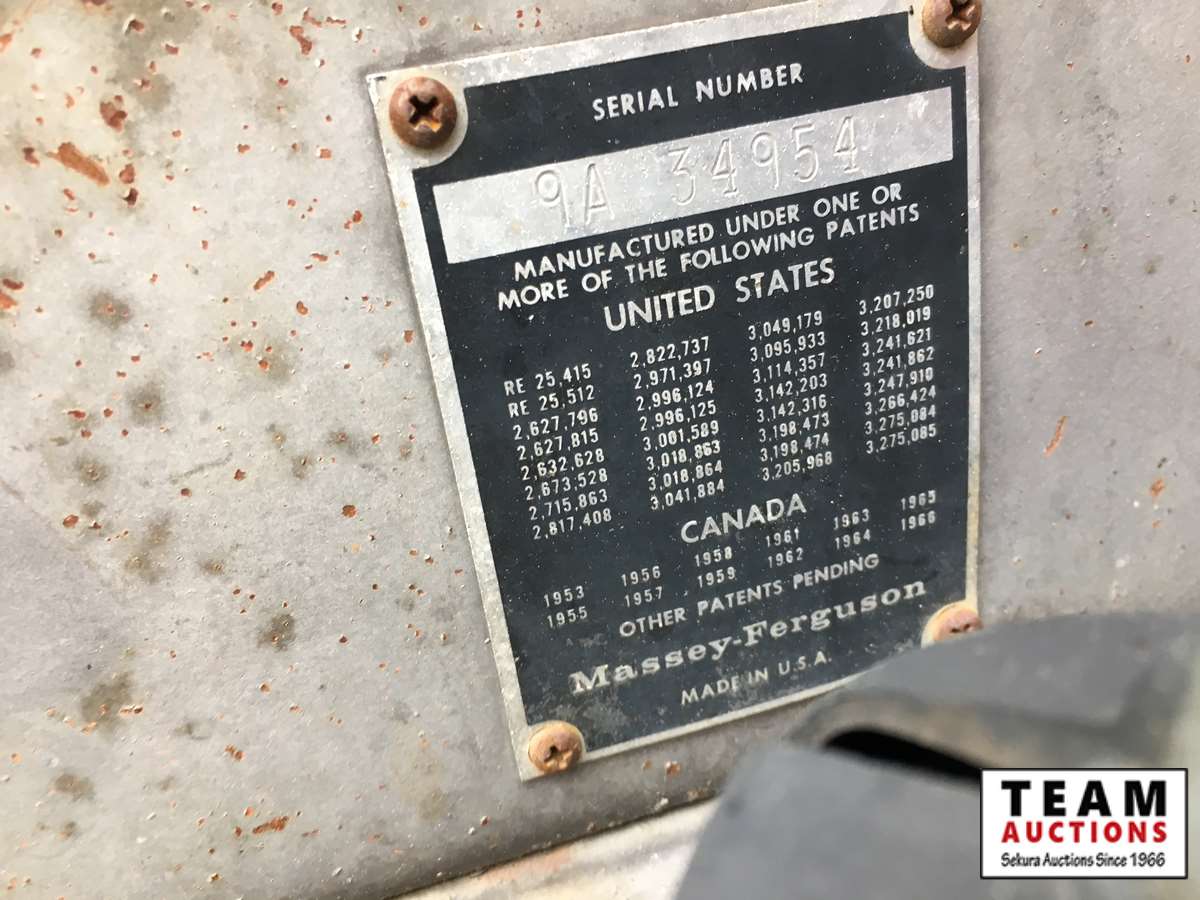 SERIAL NUMBER
9A 34954
MANUFACTURED UNDER ONE OR
MORE OF THE FOLLOWING PATENTS
UNITED STATES
RE 25,415 2,822,737 3,049,179 3,207,250
RE 25,512 2,971,397 3,095,933 3,218,019
2,627,796 2,996,124 3,114,357 3,241,621
2,627,815 2,996,125 3,142,203 3,241,862
2,632,628 3,001,589 3,142,316 3,247,910
2,673,528 3,018,863 3,198,473 3,266,424
2,715,863 3,018,864 3,198,474 3,275,084
2,817,408 3,041,884 3,205,968 3,275,085
CANADA
1953 1956 1958 1961 1963 1965
1955 1957 1959 1962 1964 1966
OTHER PATENTS PENDING
Massey-Ferguson
MADE IN U.S.A.
TEAM
AUCTIONS
Sekura Auctions Since 1966